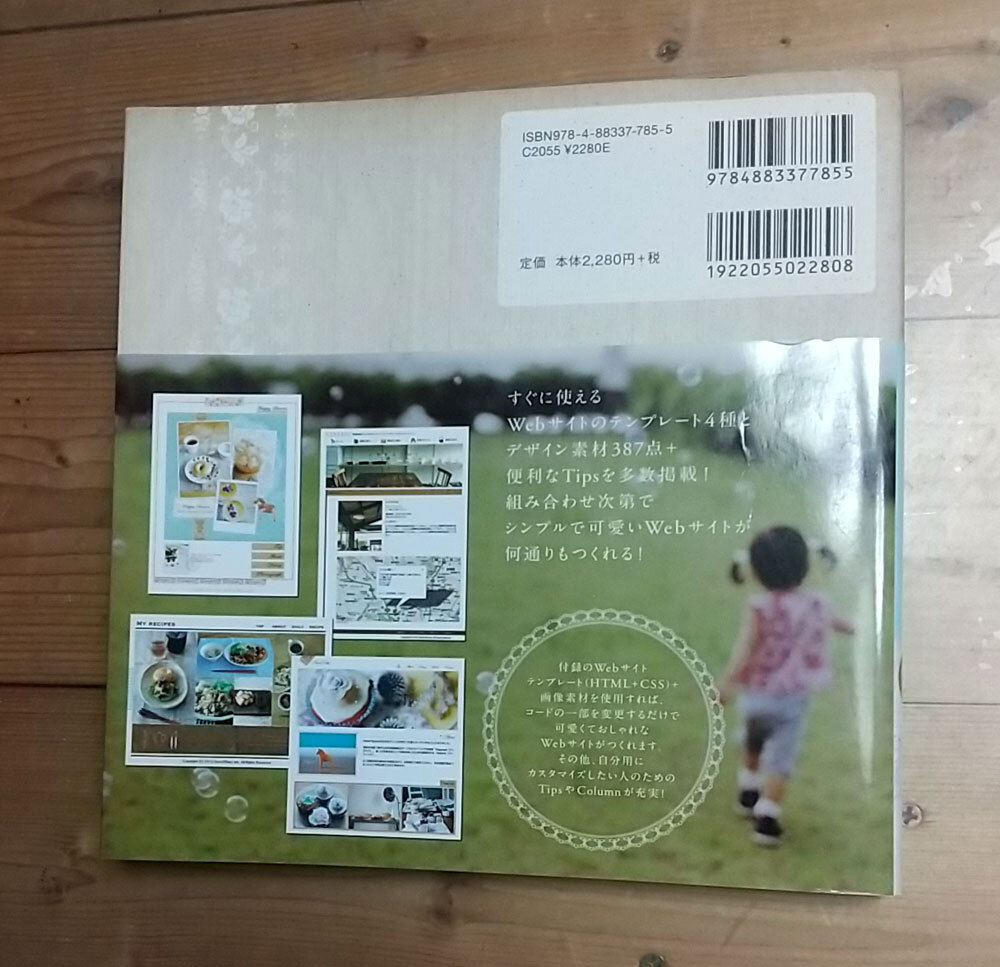 ISBN978-4-88337-785-5
C2055 ¥2280E
9784883377855
定価 本体2,280円+税
1922055022808
すぐに使える
Webサイトのテンプレート4種と
デザイン素材387点+
便利なTipsを多数掲載!
組み合わせ次第で
シンプルで可愛いWebサイトが
何通りもつくれる!
MY RECIPES
付録のWebサイト
テンプレート(HTML+CSS)+
画像素材を使用すれば、
コードの一部を変更するだけで
可愛くておしゃれな
Webサイトがつくれます。
その他、自分用に
カスタマイズしたい人のための
TipsやColumnが充実!